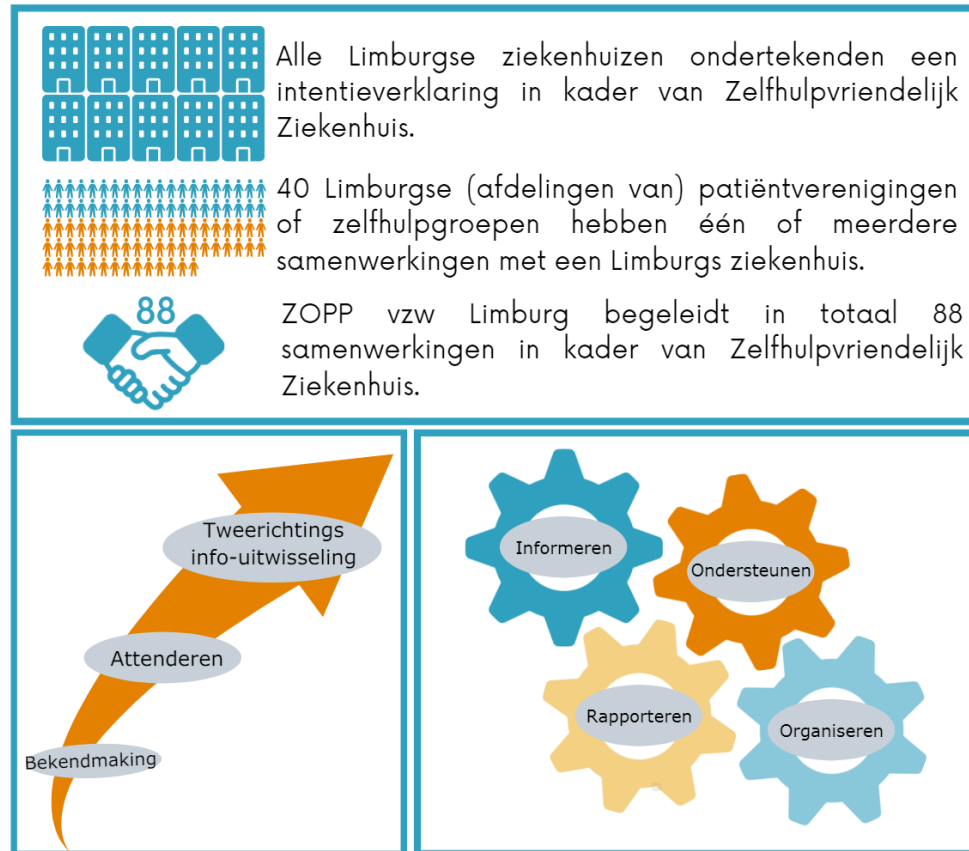 Alle Limburgse ziekenhuizen ondertekenden een
intentieverklaring in kader van Zelfhulpvriendelijk
Ziekenhuis.
40 Limburgse (afdelingen van) patiëntverenigingen
of zelfhulpgroepen hebben één of meerdere
samenwerkingen met een Limburgs ziekenhuis.
88
ZOPP vzw Limburg begeleidt in totaal 88
samenwerkingen in kader van Zelfhulpvriendelijk
Ziekenhuis.
Tweerichtings
info-uitwisseling
Attenderen
Bekendmaking
Informeren
Ondersteunen
Rapporteren
Organiseren